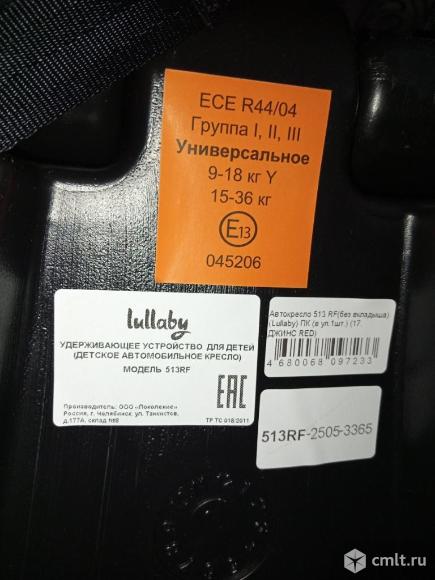 ECE R44/04
Группа I, II, III
Универсальное
9-18 кг Y
15-36 кг
E13
045206
lullaby
УДЕРЖИВАЮЩЕЕ УСТРОЙСТВО ДЛЯ ДЕТЕЙ
(ДЕТСКОЕ АВТОМОБИЛЬНОЕ КРЕСЛО)
МОДЕЛЬ 513RF
Производитель: ООО «Поколение»
Россия, г. Челябинск, ул. Танкистов,
д.177А, склад №8
EAC
ТР ТС 018/2011
Автокресло 513 RF(без вкладыша)
(Lullaby) ПК (в уп.1шт.) (17
ДЖИНС RED)
4 680068 097233
513RF-2505-3365
cmlt.ru